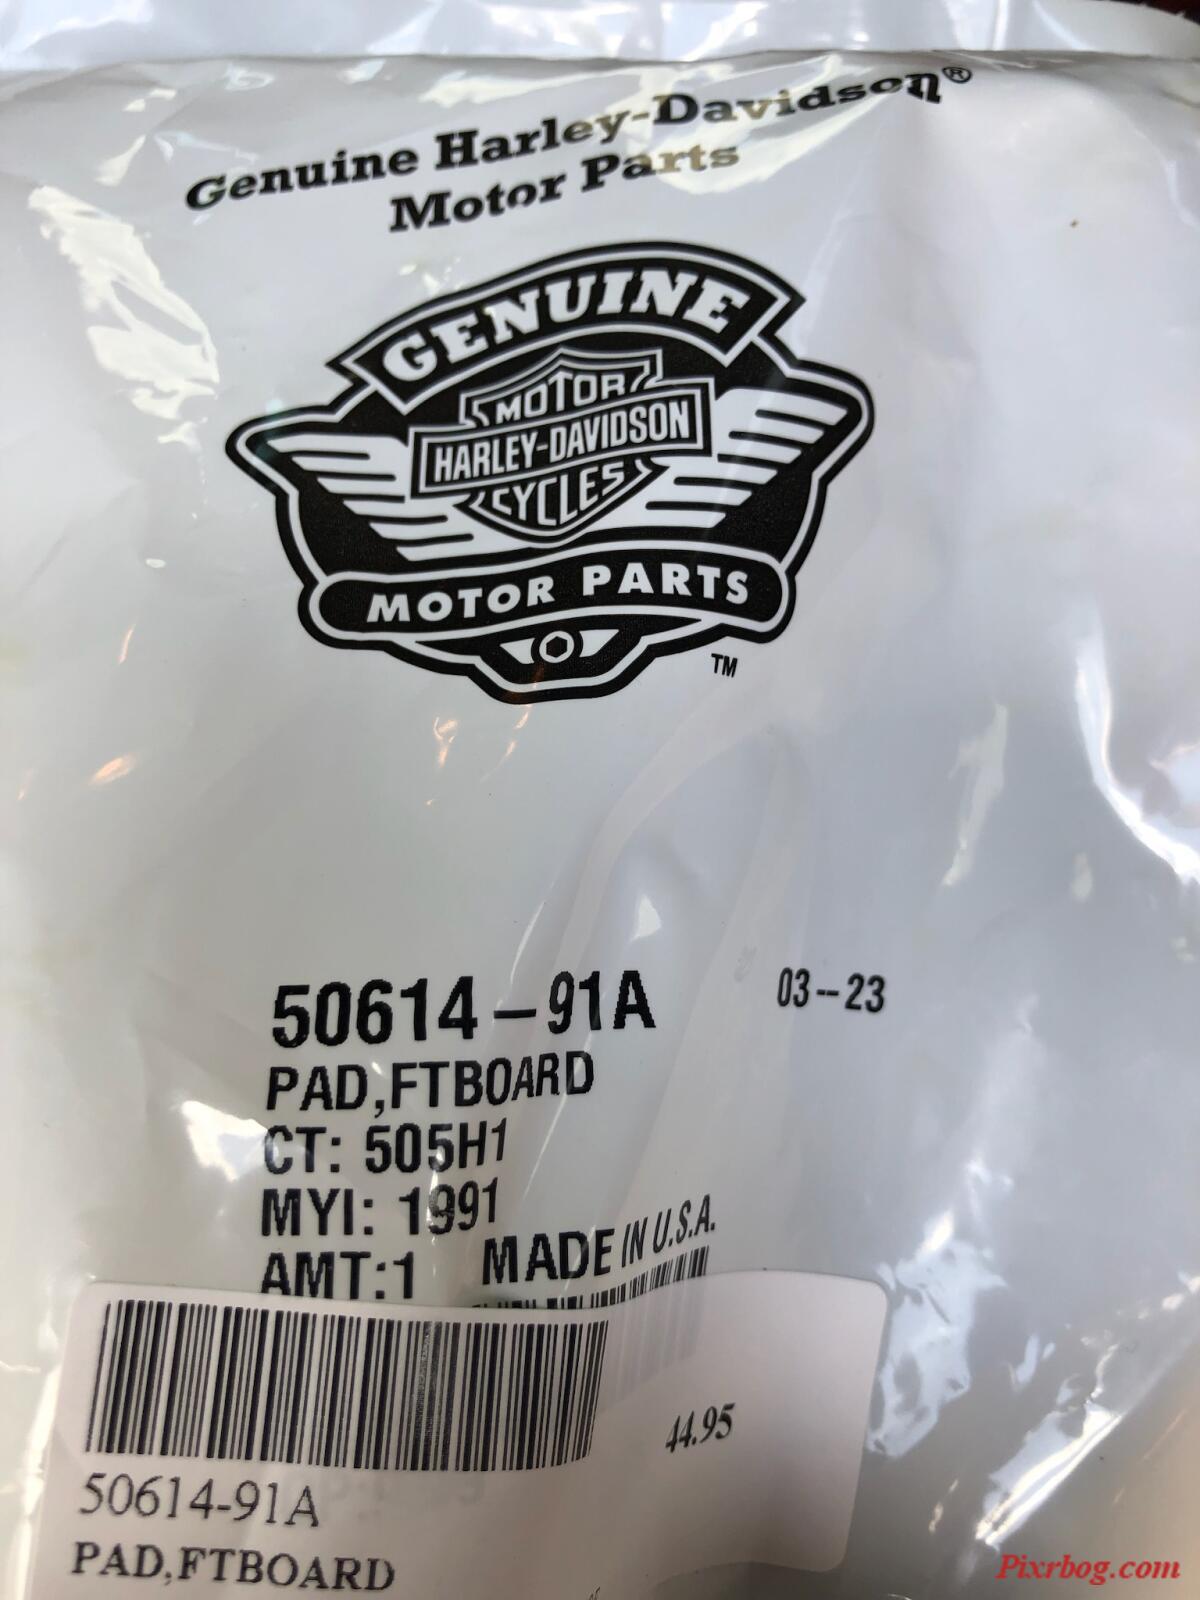 Genuine Harley-Davidson®
Motor Parts
GENUINE
MOTOR
HARLEY-DAVIDSON
CYCLES
MOTOR PARTS
TM
50614-91A 03--23
PAD,FTBOARD
CT: 505H1
MYI: 1991
AMT:1 MADE IN U.S.A.
44.95
50614-91A
PAD,FTBOARD
Pixrbog.com